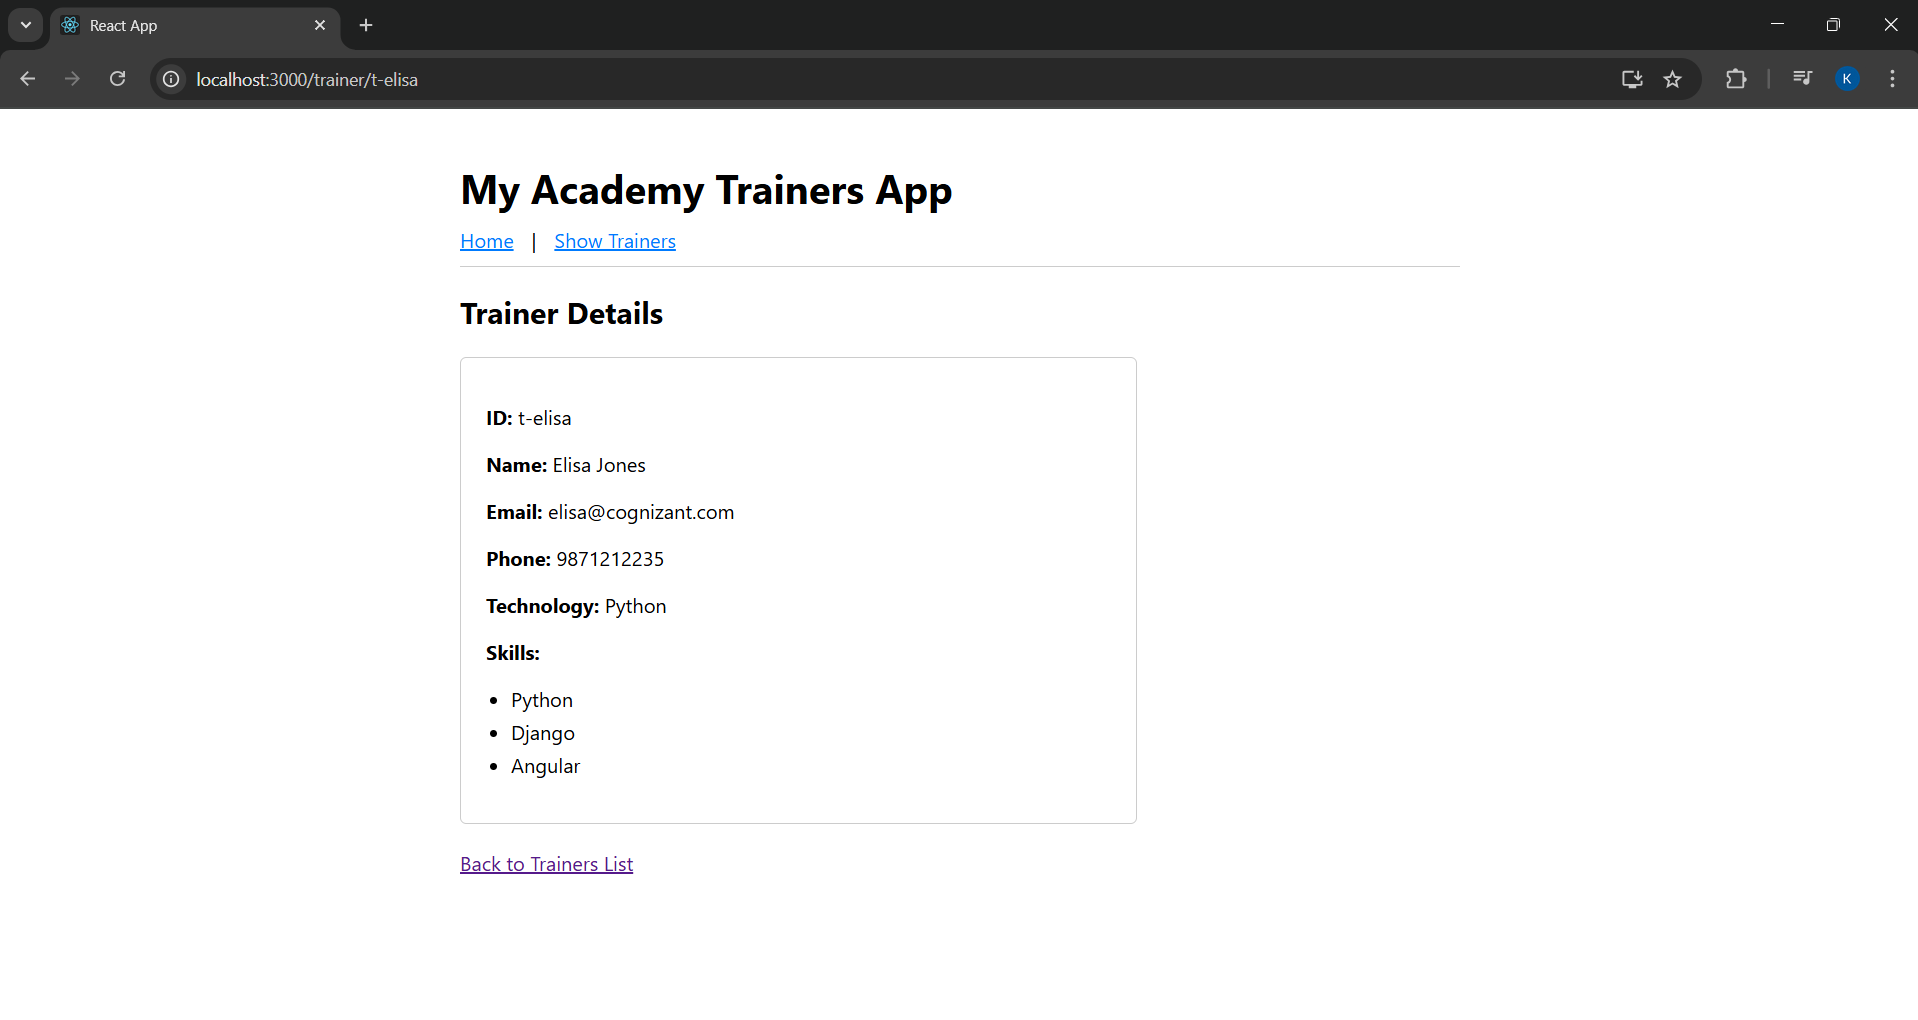 React App
localhost:3000/trainer/t-elisa
K
My Academy Trainers App
Home | Show Trainers
Trainer Details
ID: t-elisa
Name: Elisa Jones
Email: elisa@cognizant.com
Phone: 9871212235
Technology: Python
Skills:
• Python
• Django
• Angular
Back to Trainers List